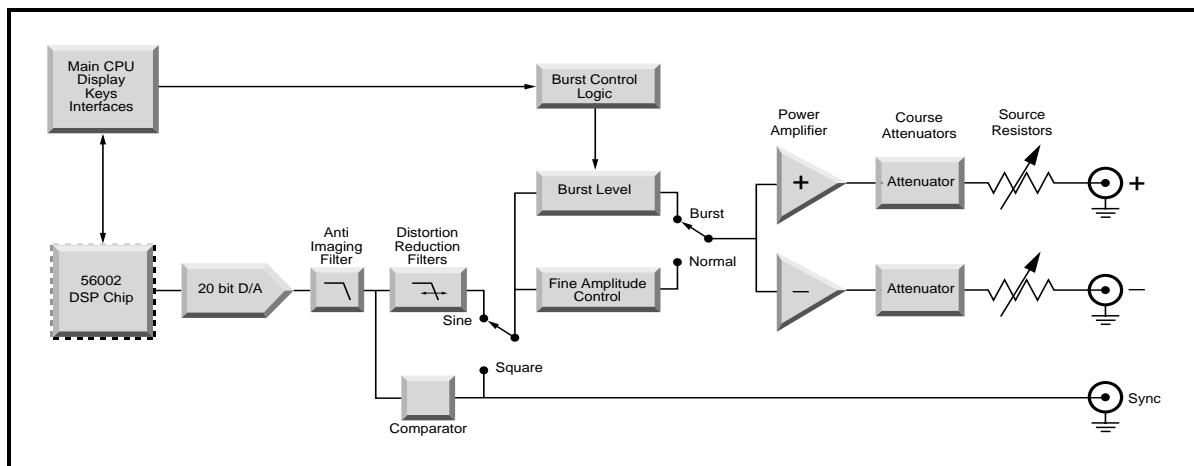 Main CPU
Display
Keys
Interfaces
Burst Control
Logic
Power
Amplifier
Course
Attenuators
Source
Resistors
Burst Level
+
Attenuator
+
Burst
Anti
Imaging
Filter
Distortion
Reduction
Filters
Normal
56002
DSP Chip
20 bit D/A
Fine Amplitude
Control
−
Attenuator
−
Sine
Square
Comparator
Sync